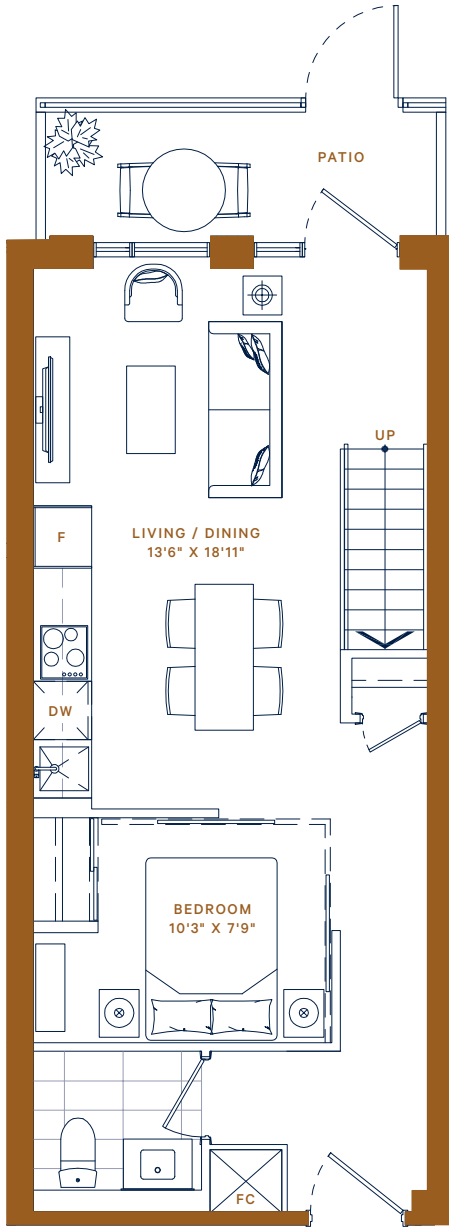 PATIO
UP
LIVING / DINING
13'6" X 18'11"
F
DW
BEDROOM
10'3" X 7'9"
FC